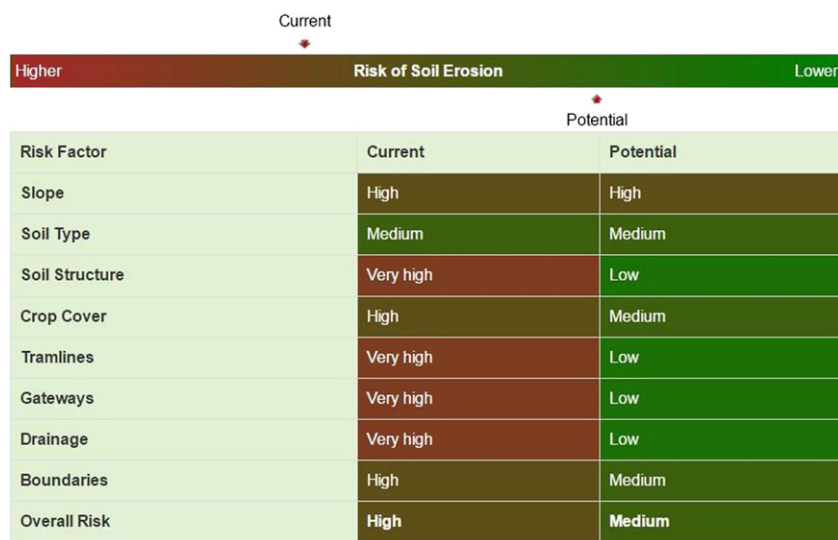 Current
Higher Risk of Soil Erosion Lower
Potential
Risk Factor Current Potential
Slope High High
Soil Type Medium Medium
Soil Structure Very high Low
Crop Cover High Medium
Tramlines Very high Low
Gateways Very high Low
Drainage Very high Low
Boundaries High Medium
Overall Risk High Medium